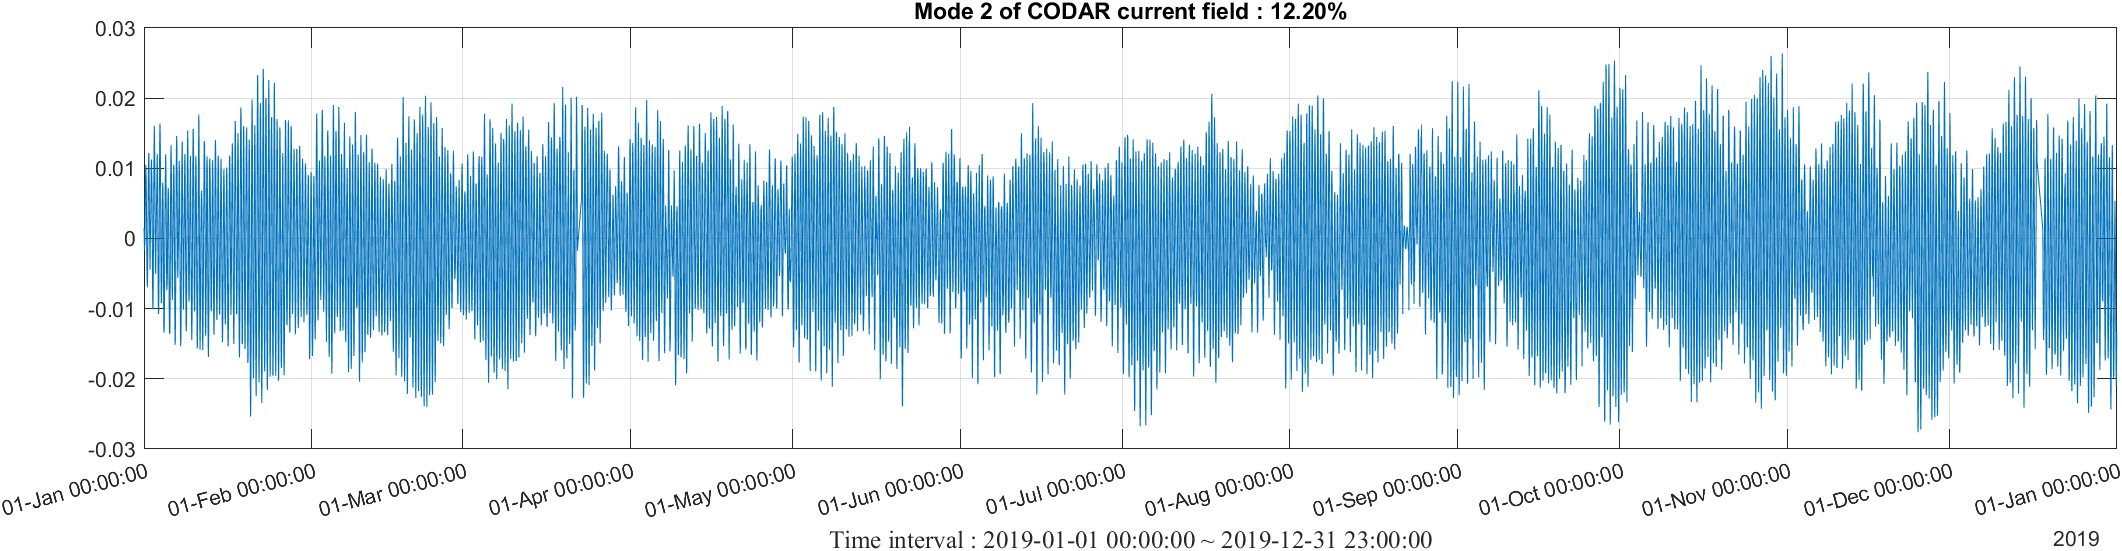 Mode 2 of CODAR current field : 12.20%
0.03
0.02
0.01
0
-0.01
-0.02
-0.03
01-Jan 00:00:00
01-Feb 00:00:00
01-Mar 00:00:00
01-Apr 00:00:00
01-May 00:00:00
01-Jun 00:00:00
01-Jul 00:00:00
01-Aug 00:00:00
01-Sep 00:00:00
01-Oct 00:00:00
01-Nov 00:00:00
01-Dec 00:00:00
01-Jan 00:00:00
Time interval : 2019-01-01 00:00:00 ~ 2019-12-31 23:00:00
2019